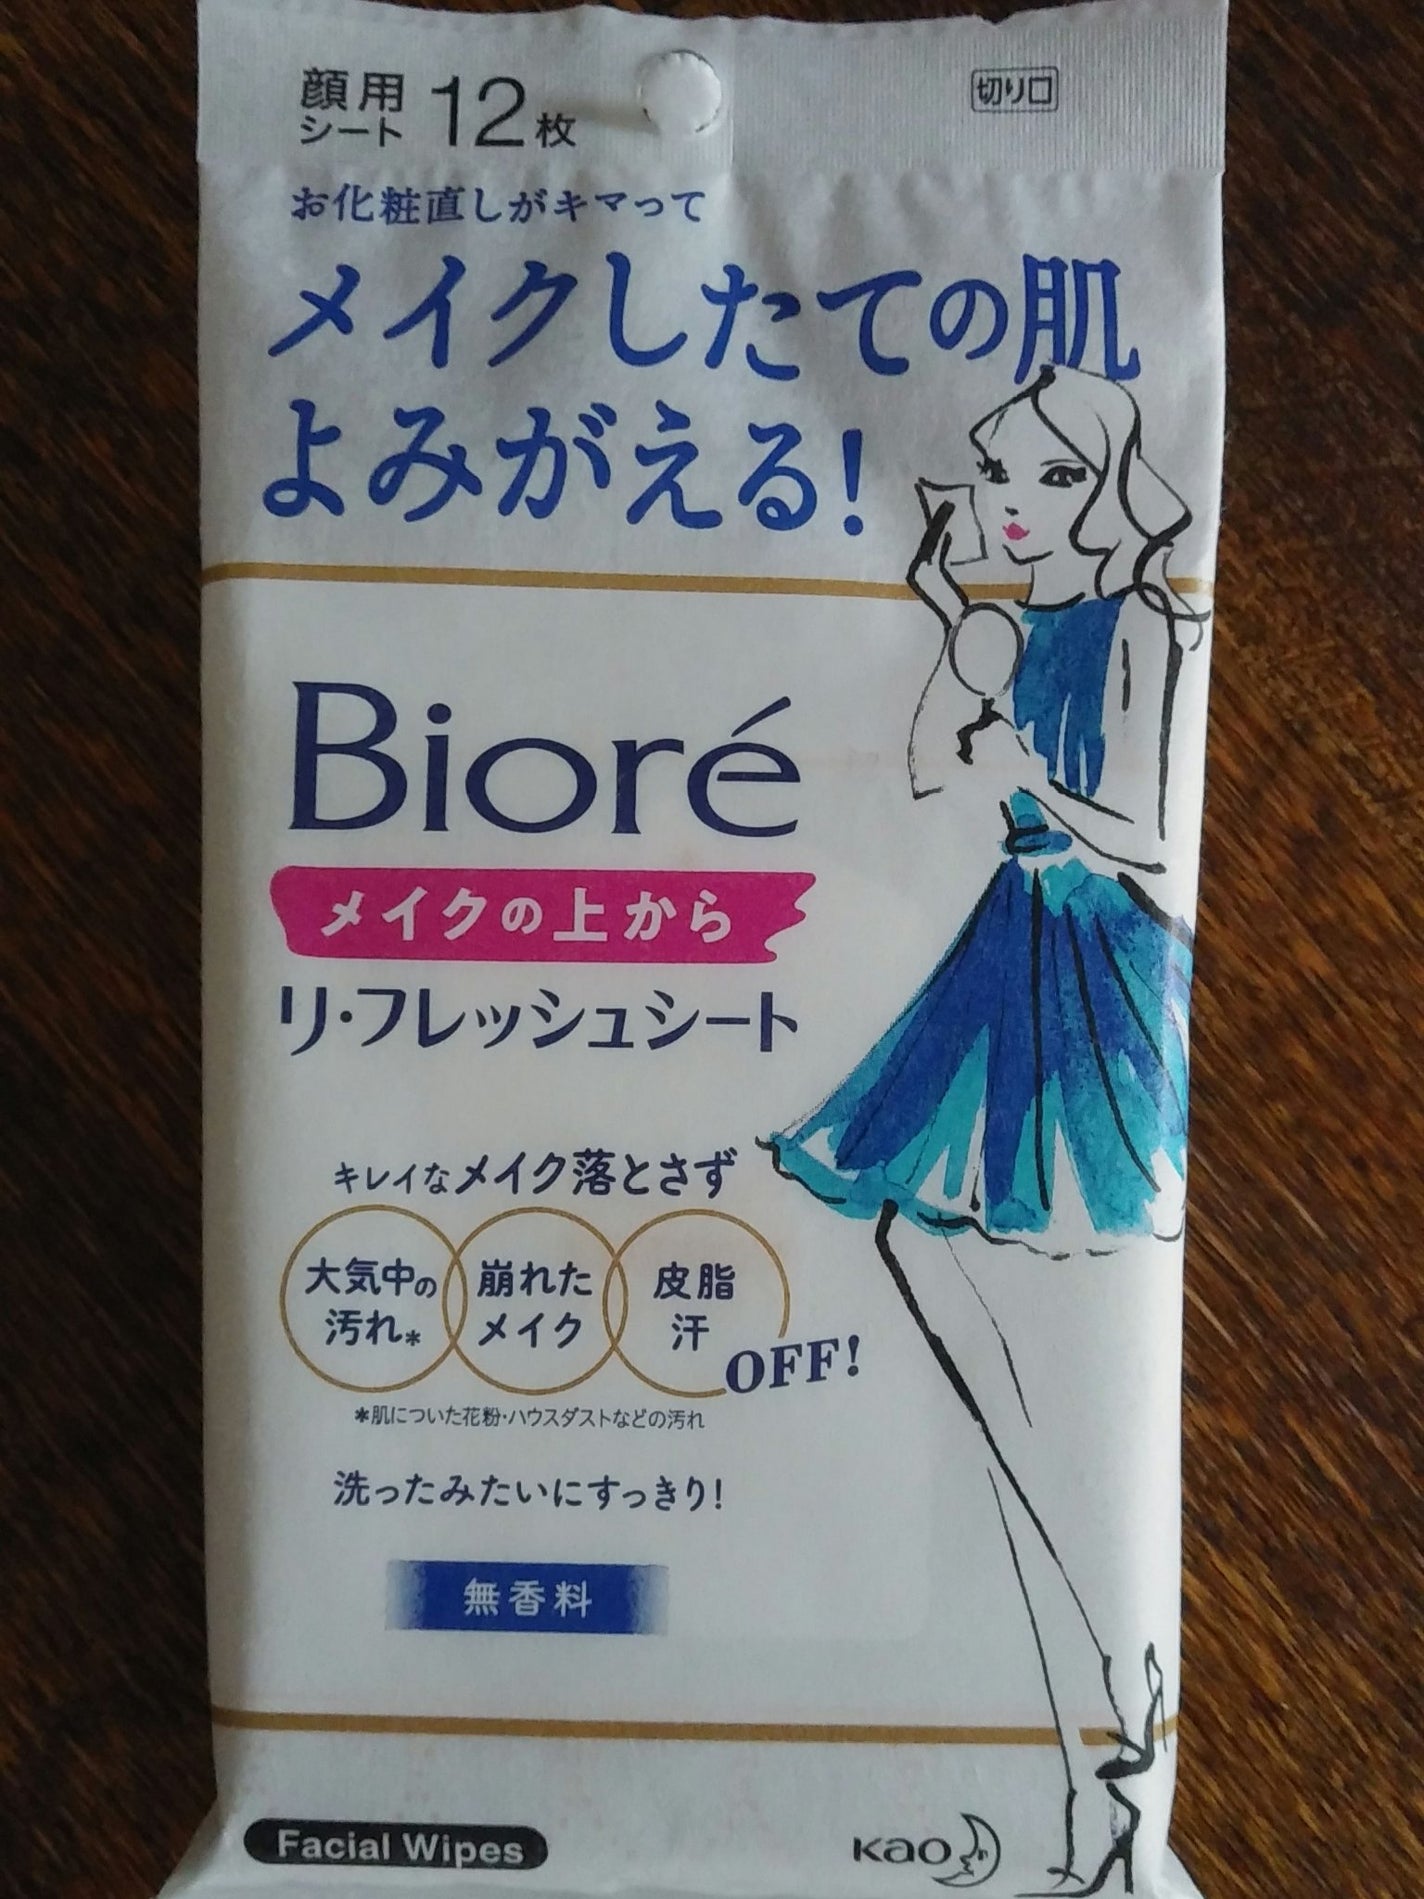 顔用
シート 12枚
切り口
お化粧直しがキマって
メイクしたての肌
よみがえる!
Bioré
メイクの上から
リ・フレッシュシート
キレイなメイク落とさず
大気中の
汚れ*
崩れた
メイク
皮脂
汗
OFF!
*肌についた花粉・ハウスダストなどの汚れ
洗ったみたいにすっきり!
無香料
Facial Wipes
Kao